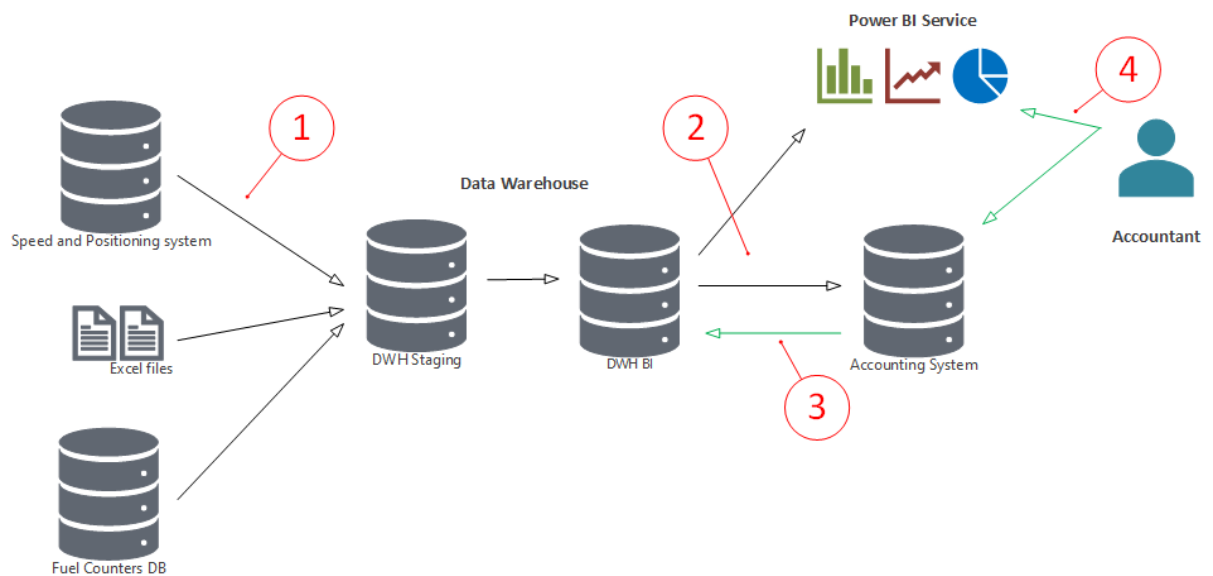 Power BI Service
4
1
2
Data Warehouse
Speed and Positioning system
Accountant
Excel files
DWH Staging
DWH BI
Accounting System
3
Fuel Counters DB